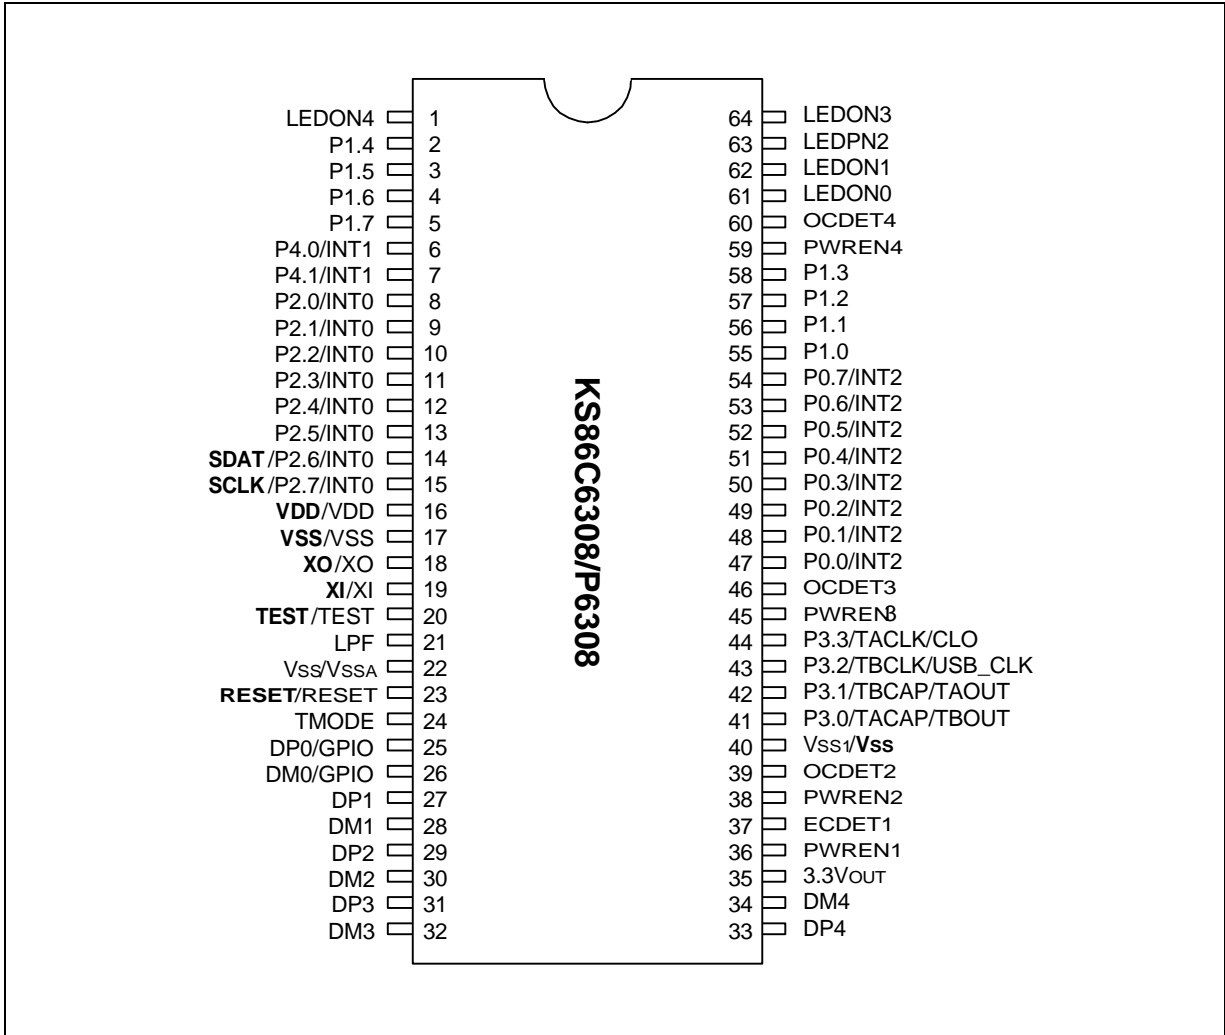 LEDON4 1
P1.4 2
P1.5 3
P1.6 4
P1.7 5
P4.0/INT1 6
P4.1/INT1 7
P2.0/INT0 8
P2.1/INT0 9
P2.2/INT0 10
P2.3/INT0 11
P2.4/INT0 12
P2.5/INT0 13
SDAT/P2.6/INT0 14
SCLK/P2.7/INT0 15
VDD/VDD 16
VSS/VSS 17
XO/XO 18
XI/XI 19
TEST/TEST 20
LPF 21
VSS/VSSA 22
RESET/RESET 23
TMODE 24
DP0/GPIO 25
DM0/GPIO 26
DP1 27
DM1 28
DP2 29
DM2 30
DP3 31
DM3 32
KS86C6308/P6308
64 LEDON3
63 LEDPN2
62 LEDON1
61 LEDON0
60 OCDET4
59 PWREN4
58 P1.3
57 P1.2
56 P1.1
55 P1.0
54 P0.7/INT2
53 P0.6/INT2
52 P0.5/INT2
51 P0.4/INT2
50 P0.3/INT2
49 P0.2/INT2
48 P0.1/INT2
47 P0.0/INT2
46 OCDET3
45 PWREN3
44 P3.3/TACLK/CLO
43 P3.2/TBCLK/USB_CLK
42 P3.1/TBCAP/TAOUT
41 P3.0/TACAP/TBOUT
40 VSS1/VSS
39 OCDET2
38 PWREN2
37 ECDET1
36 PWREN1
35 3.3VOUT
34 DM4
33 DP4